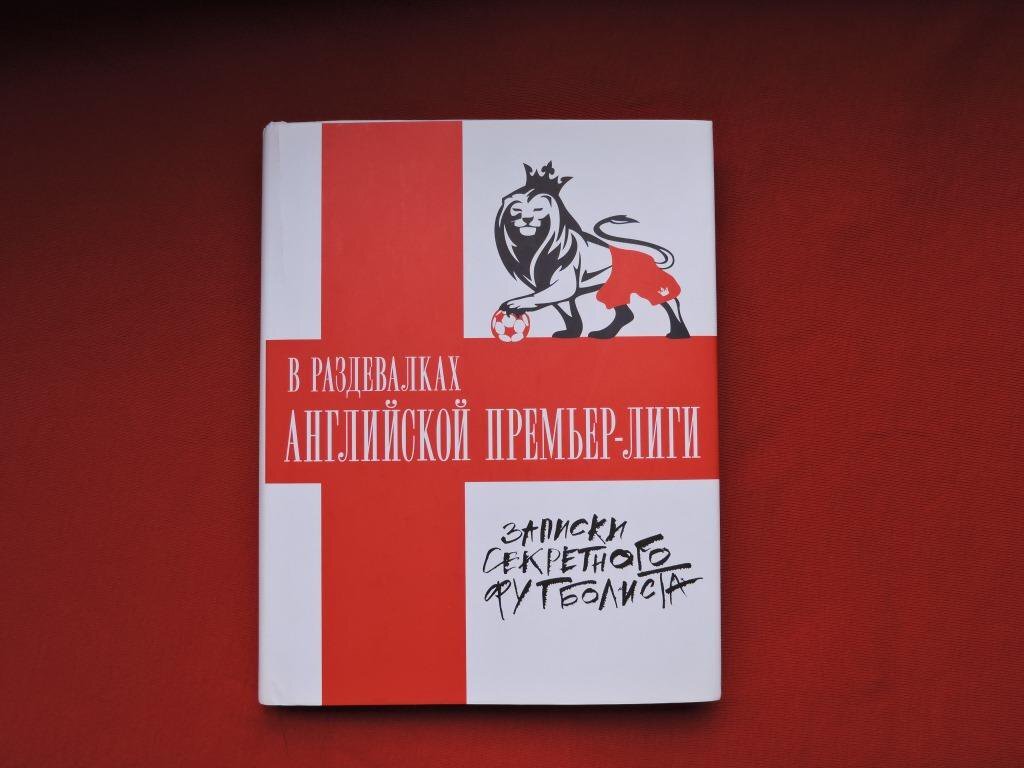 В РАЗДЕВАЛКАХ
АНГЛИЙСКОЙ ПРЕМЬЕР-ЛИГИ
ЗАПИСКИ
СЕКРЕТНОГО
ФУТБОЛИСТА